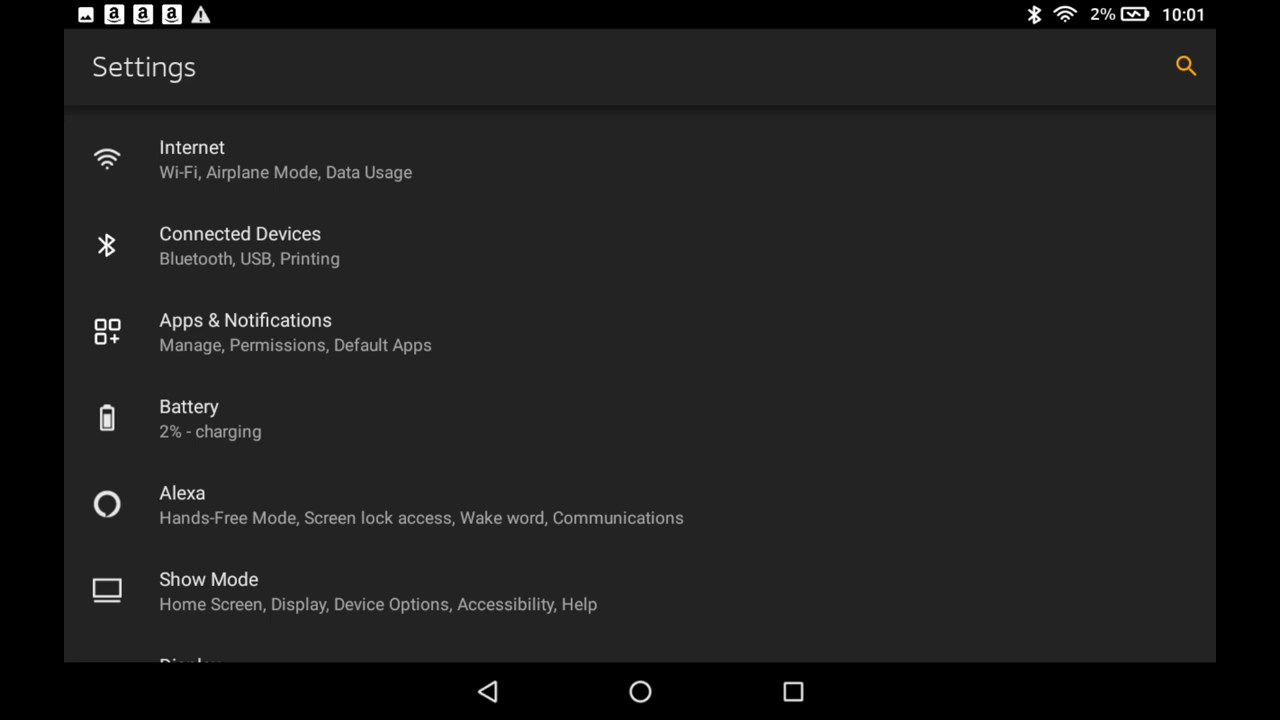 2% 10:01
Settings
Internet
Wi-Fi, Airplane Mode, Data Usage
Connected Devices
Bluetooth, USB, Printing
Apps & Notifications
Manage, Permissions, Default Apps
Battery
2% - charging
Alexa
Hands-Free Mode, Screen lock access, Wake word, Communications
Show Mode
Home Screen, Display, Device Options, Accessibility, Help